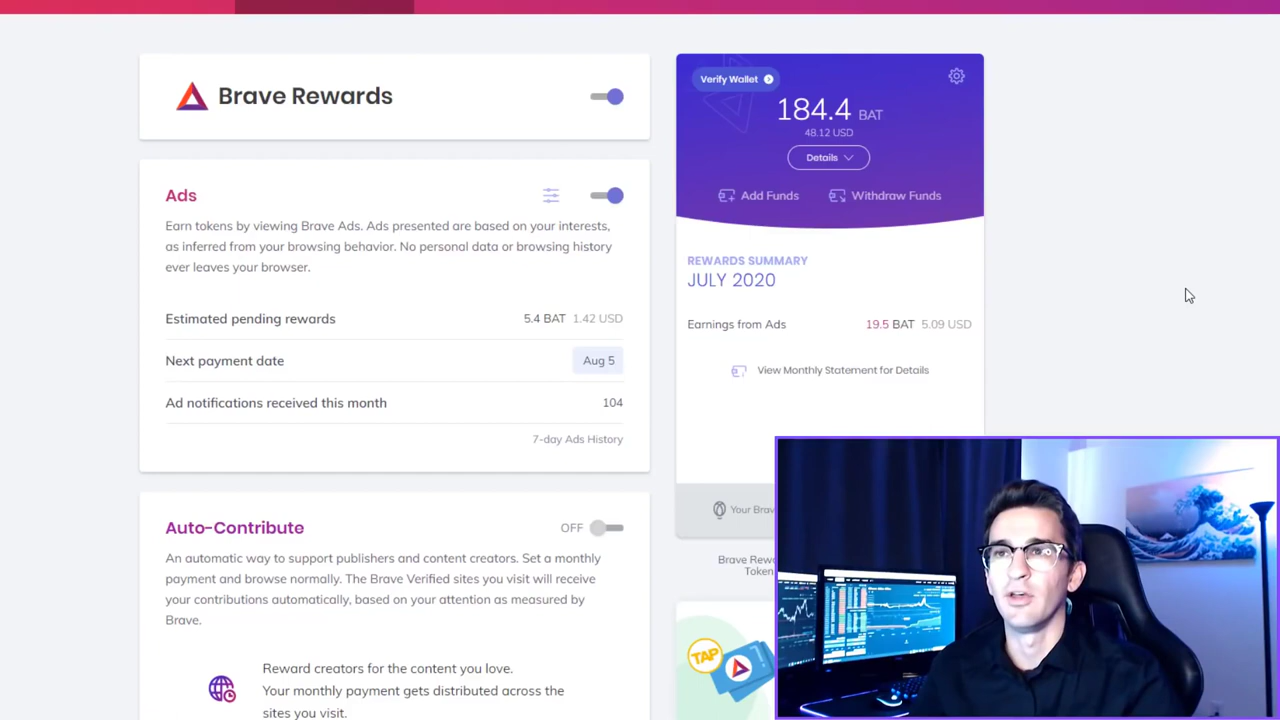 Brave Rewards
Ads
Earn tokens by viewing Brave Ads. Ads presented are based on your interests,
as inferred from your browsing behavior. No personal data or browsing history
ever leaves your browser.
Estimated pending rewards 5.4 BAT 1.42 USD
Next payment date Aug 5
Ad notifications received this month 104
7-day Ads History
Auto-Contribute OFF
An automatic way to support publishers and content creators. Set a monthly
payment and browse normally. The Brave Verified sites you visit will receive
your contributions automatically, based on your attention as measured by
Brave.
Reward creators for the content you love.
Your monthly payment gets distributed across the
sites you visit.
Verify Wallet
184.4 BAT
48.12 USD
Details
Add Funds Withdraw Funds
REWARDS SUMMARY
JULY 2020
Earnings from Ads 19.5 BAT 5.09 USD
View Monthly Statement for Details
Your Brav
Brave Rew
Token
TAP